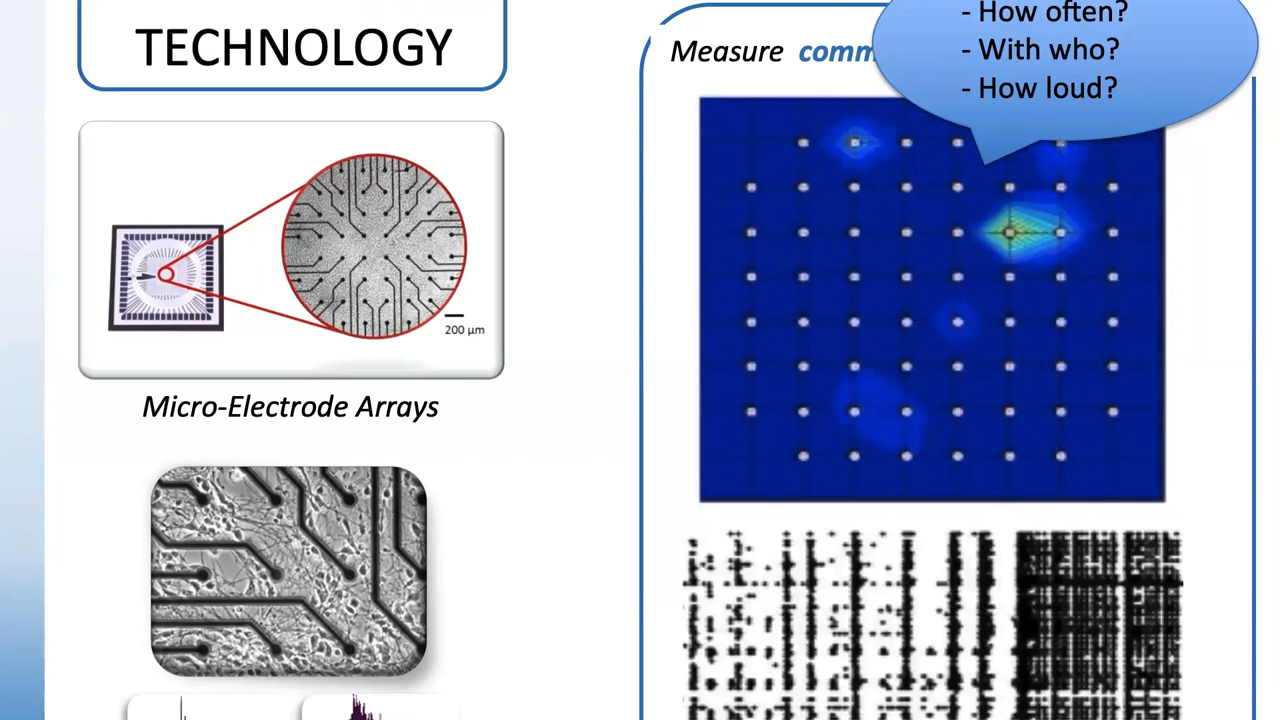 TECHNOLOGY
200 µm
Micro-Electrode Arrays
- How often?
- With who?
- How loud?
Measure